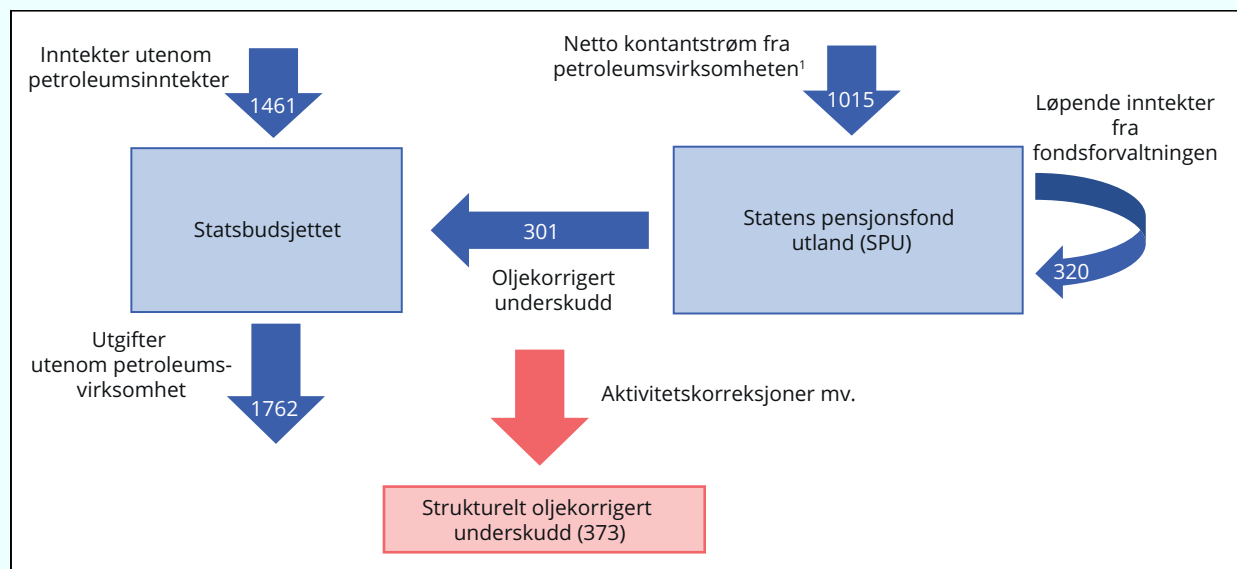 Inntekter utenom
petroleumsinntekter
1461
Netto kontantstrøm fra
petroleumsvirksomheten¹
1015
Løpende inntekter
fra
fondsforvaltningen
Statsbudsjettet
301
Oljekorrigert
underskudd
Statens pensjonsfond
utland (SPU)
320
Utgifter
utenom petroleums-
virksomhet
1762
Aktivitetskorreksjoner mv.
Strukturelt oljekorrigert
underskudd (373)